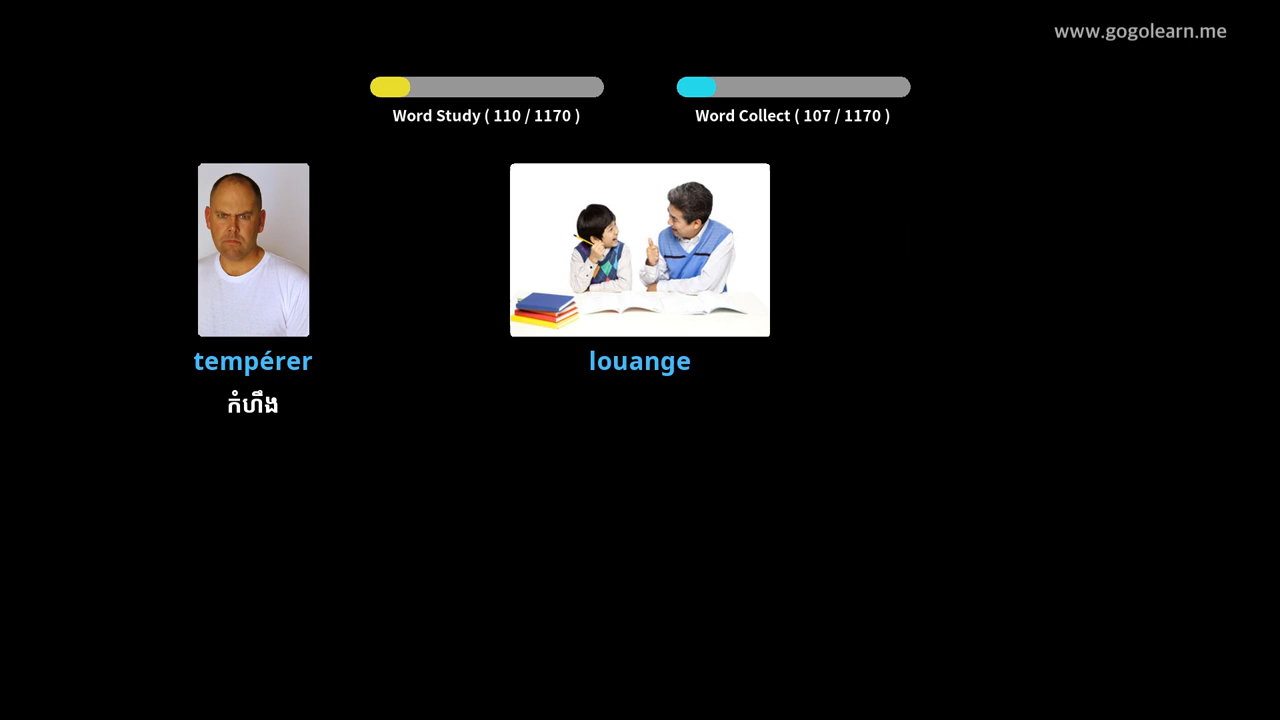 www.gogolearn.me
Word Study ( 110 / 1170 )
Word Collect ( 107 / 1170 )
tempérer
louange
កំហឹង